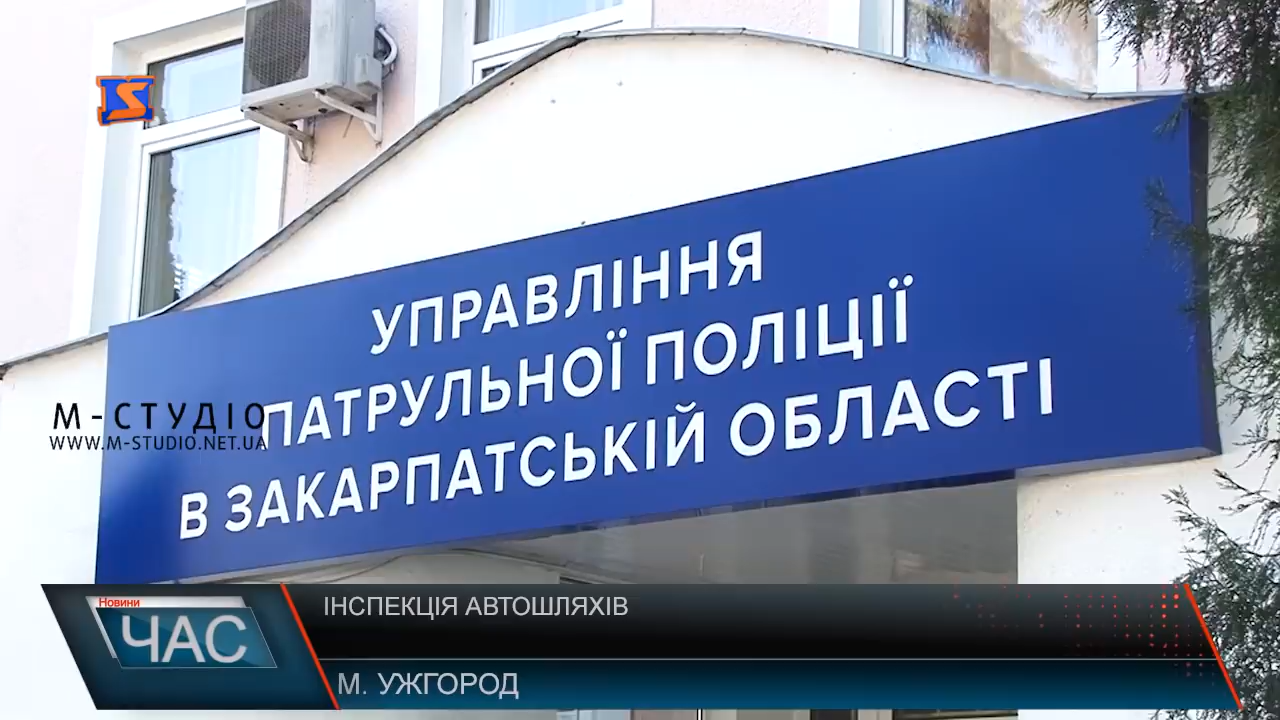 УПРАВЛІННЯ
ПАТРУЛЬНОЇ ПОЛІЦІЇ
В ЗАКАРПАТСЬКІЙ ОБЛАСТІ
М-СТУДІО
WWW.M-STUDIO.NET.UA
Новини
ЧАС
ІНСПЕКЦІЯ АВТОШЛЯХІВ
М. УЖГОРОД